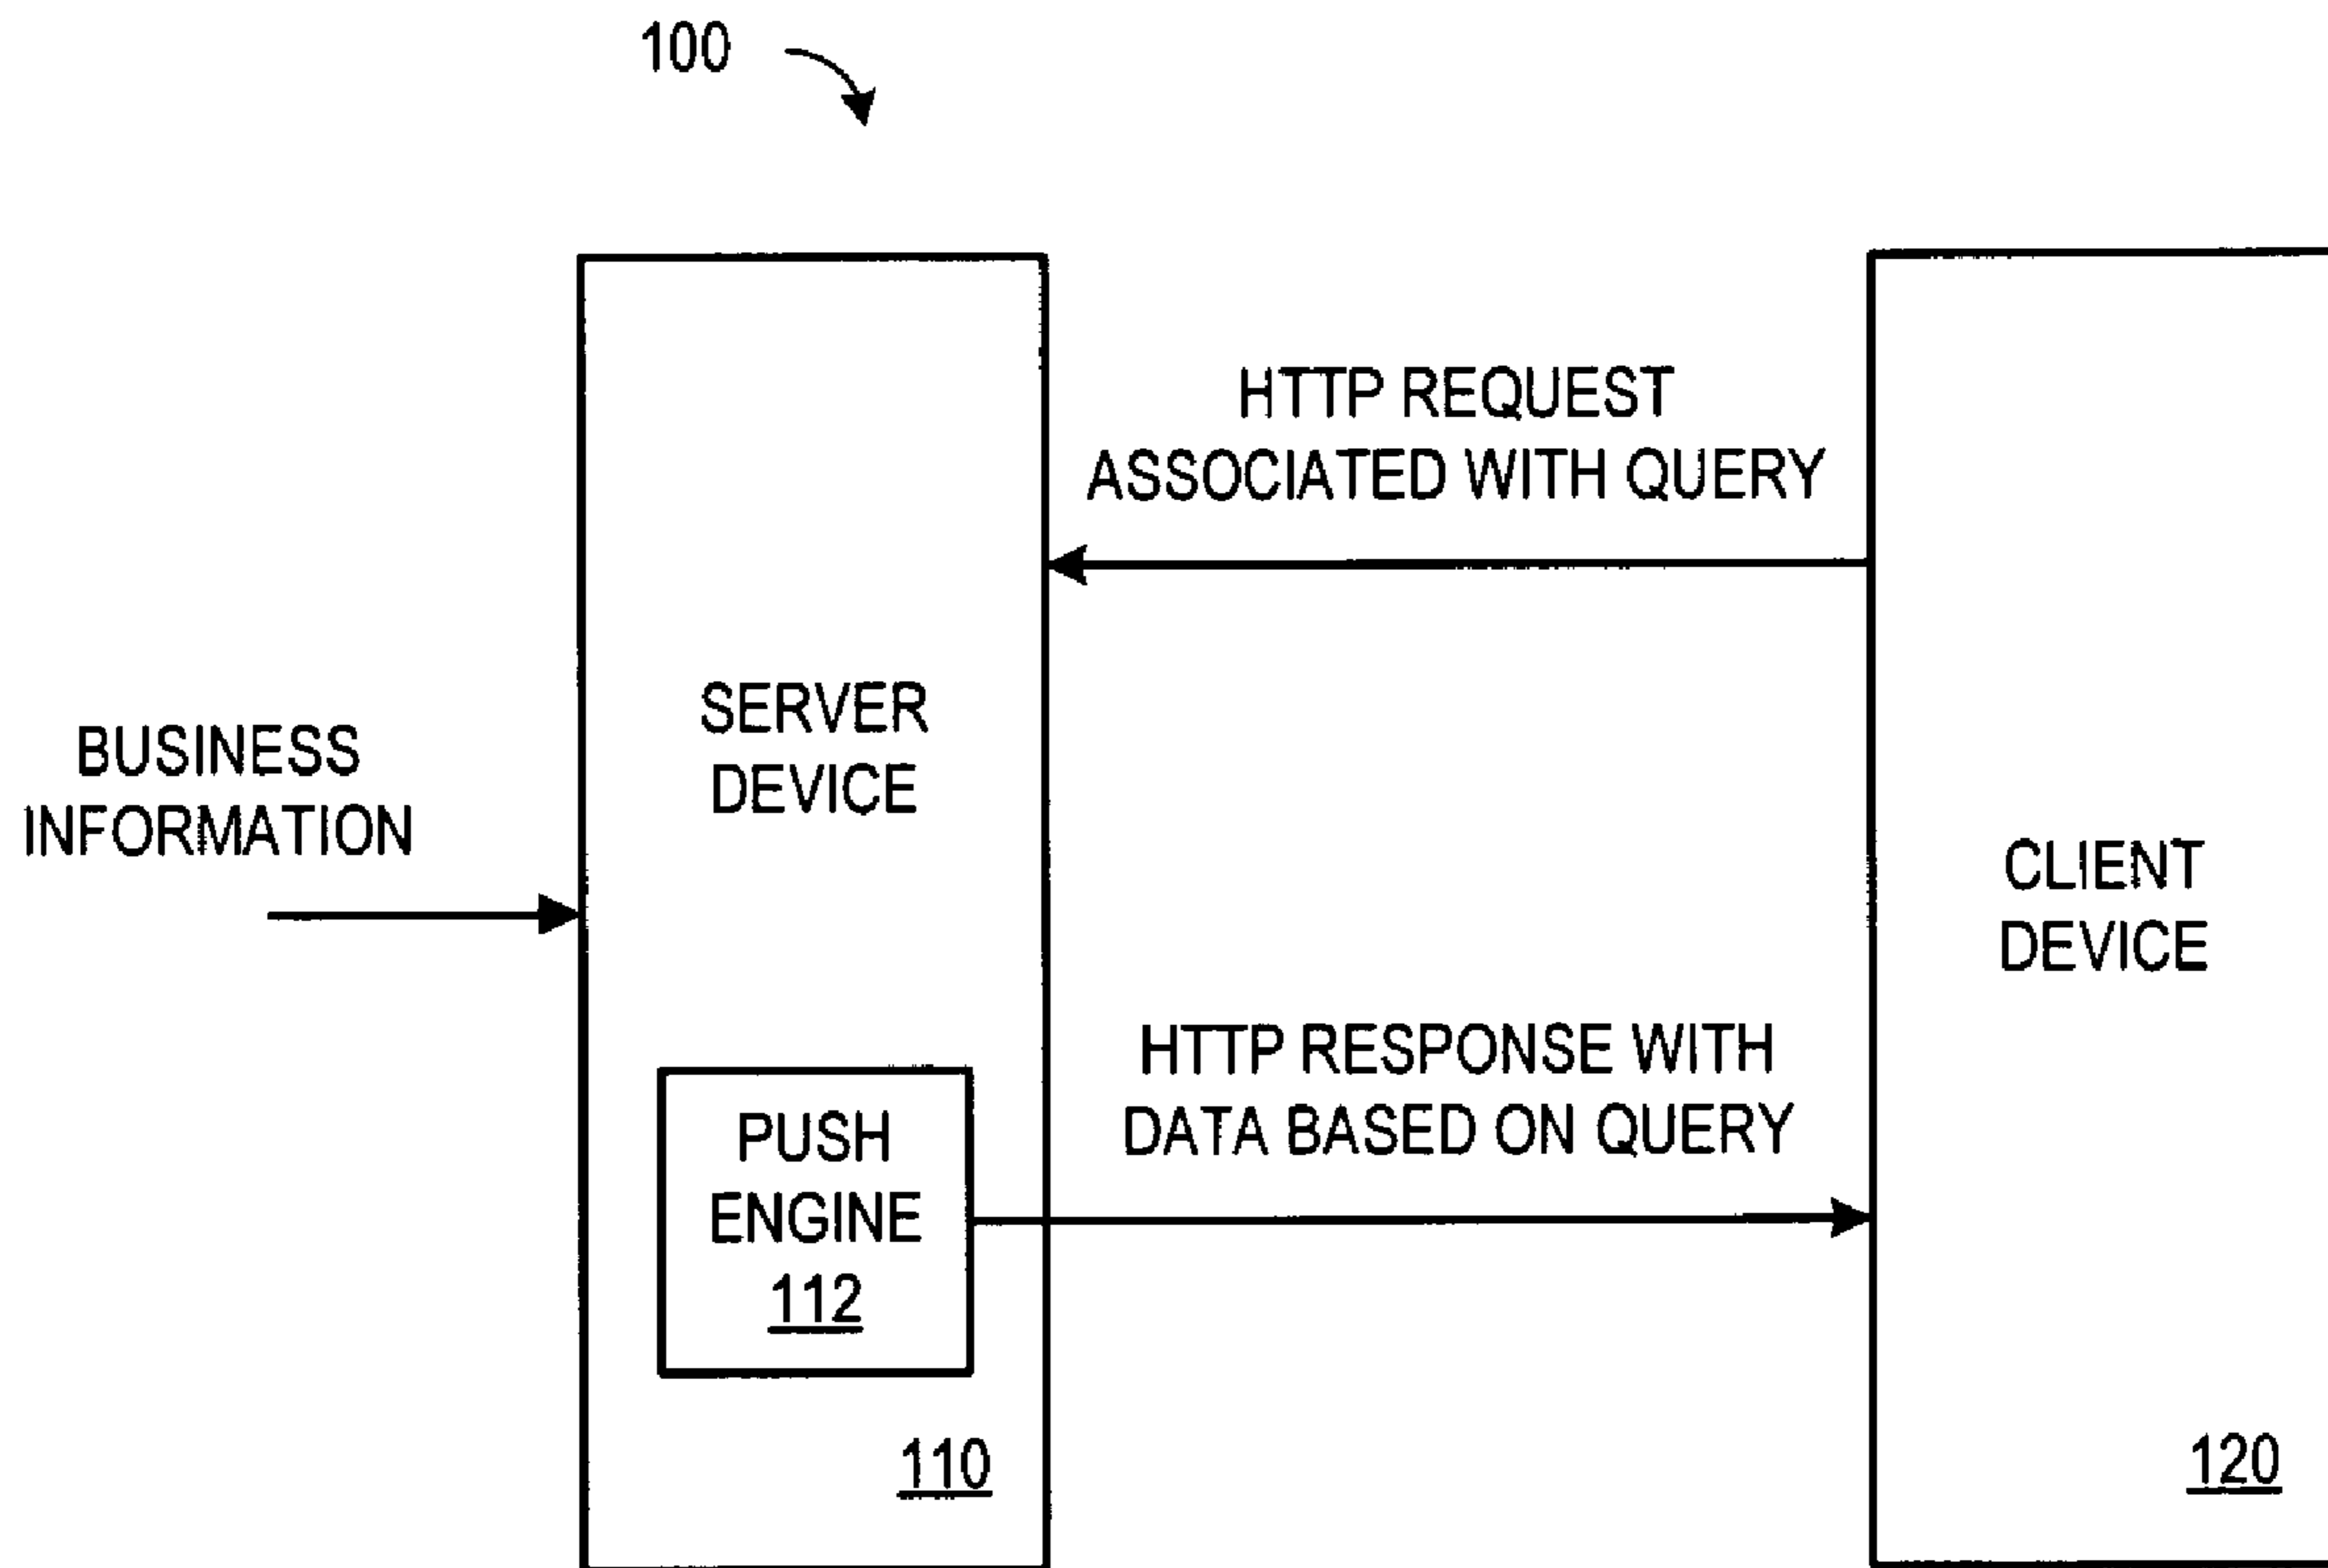 100
HTTP REQUEST
ASSOCIATED WITH QUERY
SERVER
DEVICE
BUSINESS
INFORMATION
CLIENT
DEVICE
HTTP RESPONSE WITH
DATA BASED ON QUERY
PUSH
ENGINE
112
110
120